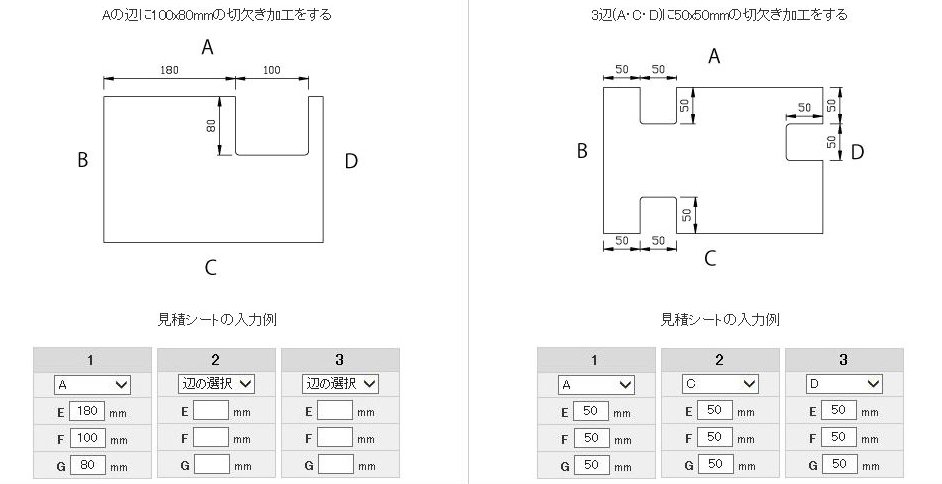 Aの辺に100x80mmの切欠き加工をする
A
180 100
80
B
D
C
見積シートの入力例
1 2 3
A 辺の選択 辺の選択
E 180 mm E mm E mm
F 100 mm F mm F mm
G 80 mm G mm G mm
3辺(A・C・D)に50x50mmの切欠き加工をする
A
50 50
50
50
50
50
B
D
50
50 50
C
見積シートの入力例
1 2 3
A C D
E 50 mm E 50 mm E 50 mm
F 50 mm F 50 mm F 50 mm
G 50 mm G 50 mm G 50 mm